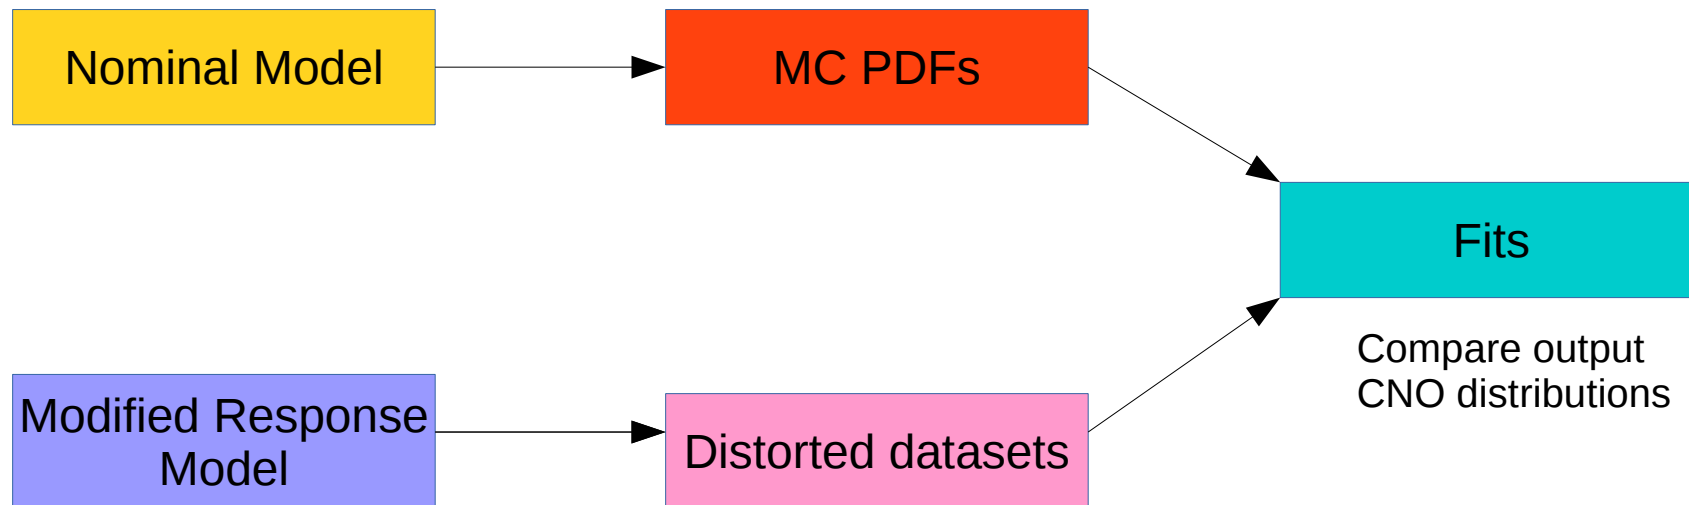 Nominal Model
MC PDFs
Fits
Compare output
CNO distributions
Modified Response
Model
Distorted datasets